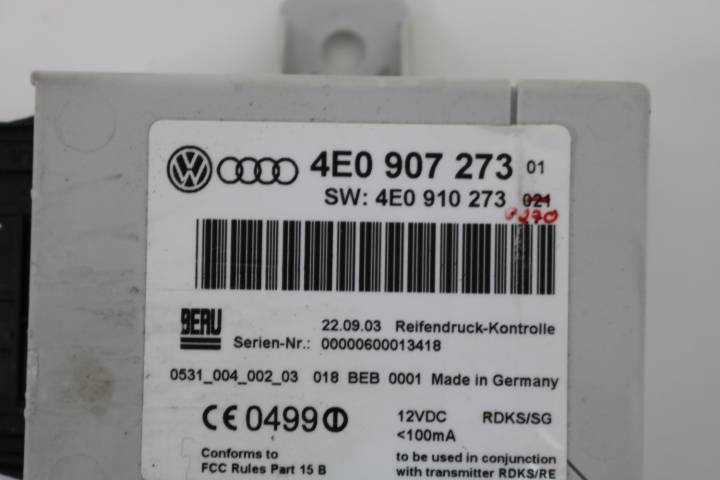 4E0 907 273 01
SW: 4E0 910 273 021
0270
BERU
22.09.03 Reifendruck-Kontrolle
Serien-Nr.: 00000600013418
0531_004_002_03 018 BEB 0001 Made in Germany
CE 0499 12VDC RDKS/SG
<100mA
Conforms to to be used in conjunction
FCC Rules Part 15 B with transmitter RDKS/RE